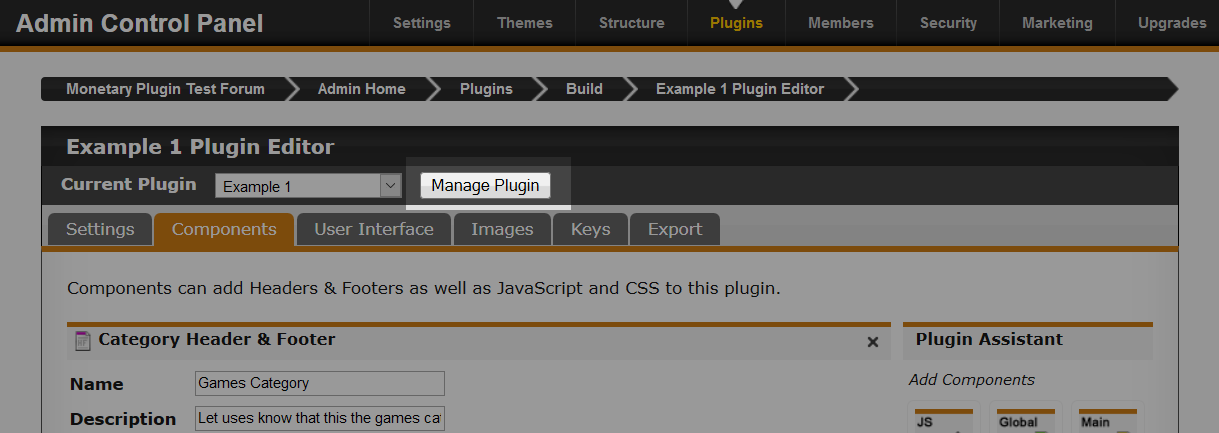 Admin Control Panel Settings Themes Structure Plugins Members Security Marketing Upgrades
Monetary Plugin Test Forum Admin Home Plugins Build Example 1 Plugin Editor
Example 1 Plugin Editor
Current Plugin Example 1 Manage Plugin
Settings Components User Interface Images Keys Export
Components can add Headers & Footers as well as JavaScript and CSS to this plugin.
Category Header & Footer
Plugin Assistant
Name Games Category
Add Components
Description Let uses know that this the games ca
JS Global Main